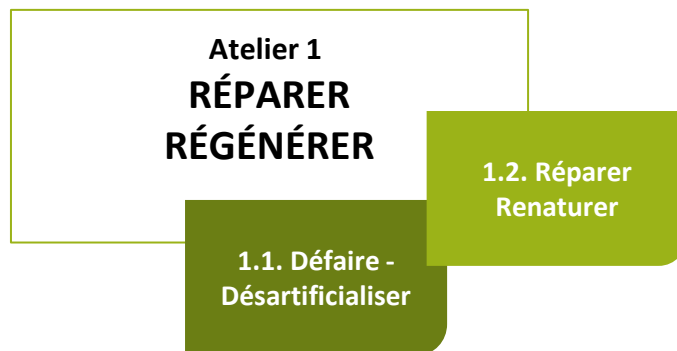 Atelier 1
RÉPARER
RÉGÉNÉRER
1.2. Réparer
Renaturer
1.1. Défaire -
Désartificialiser